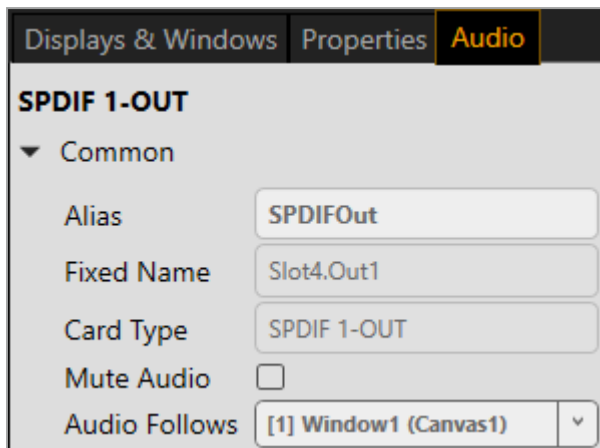 Displays & Windows Properties Audio
SPDIF 1-OUT
Common
Alias SPDIFOut
Fixed Name Slot4.Out1
Card Type SPDIF 1-OUT
Mute Audio
Audio Follows [1] Window1 (Canvas1)